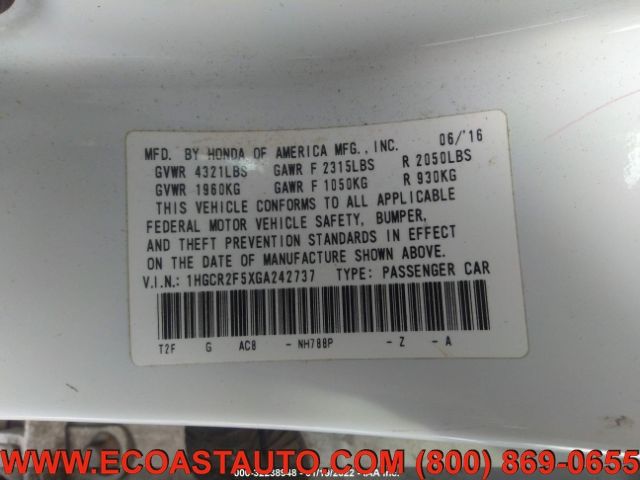 MFD. BY HONDA OF AMERICA MFG., INC. 06/'16
GVWR 4321LBS GAWR F 2315LBS R 2050LBS
GVWR 1960KG GAWR F 1050KG R 930KG
THIS VEHICLE CONFORMS TO ALL APPLICABLE
FEDERAL MOTOR VEHICLE SAFETY, BUMPER,
AND THEFT PREVENTION STANDARDS IN EFFECT
ON THE DATE OF MANUFACTURE SHOWN ABOVE.
V.I.N.: 1HGCR2F5XGA242737 TYPE: PASSENGER CAR
T2F G AC8 - NH788P - Z - A
WWW.ECOASTAUTO.COM (800) 869-0655